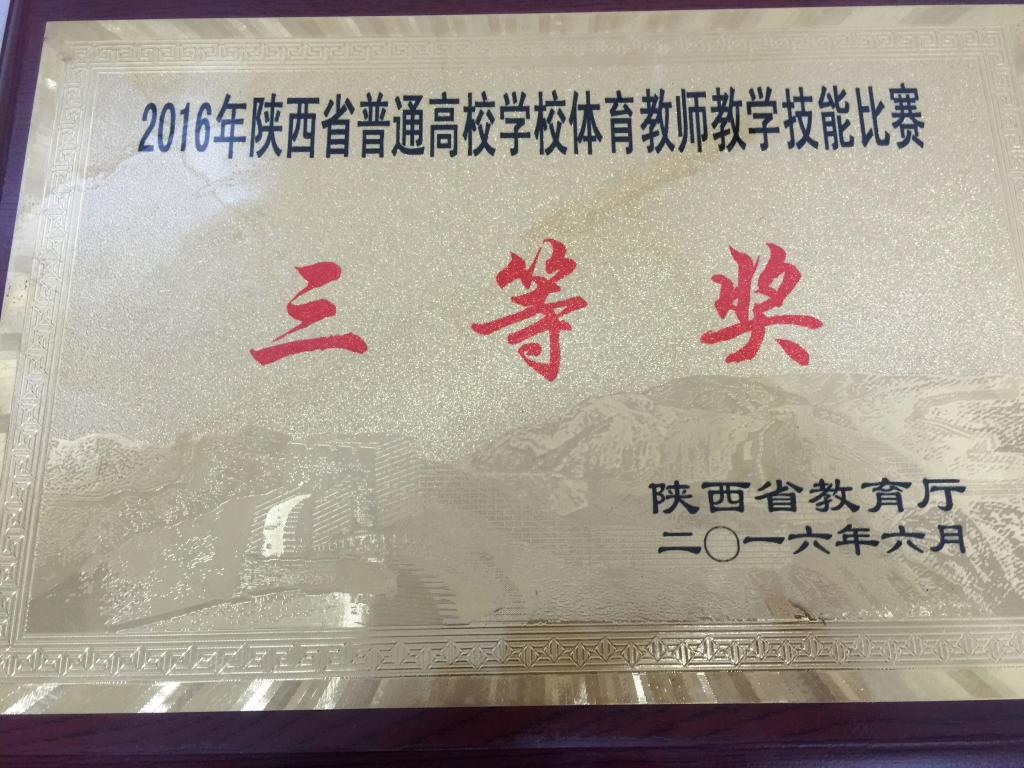 2016年陕西省普通高校学校体育教师教学技能比赛
三等奖
陕西省教育厅
二〇一六年六月